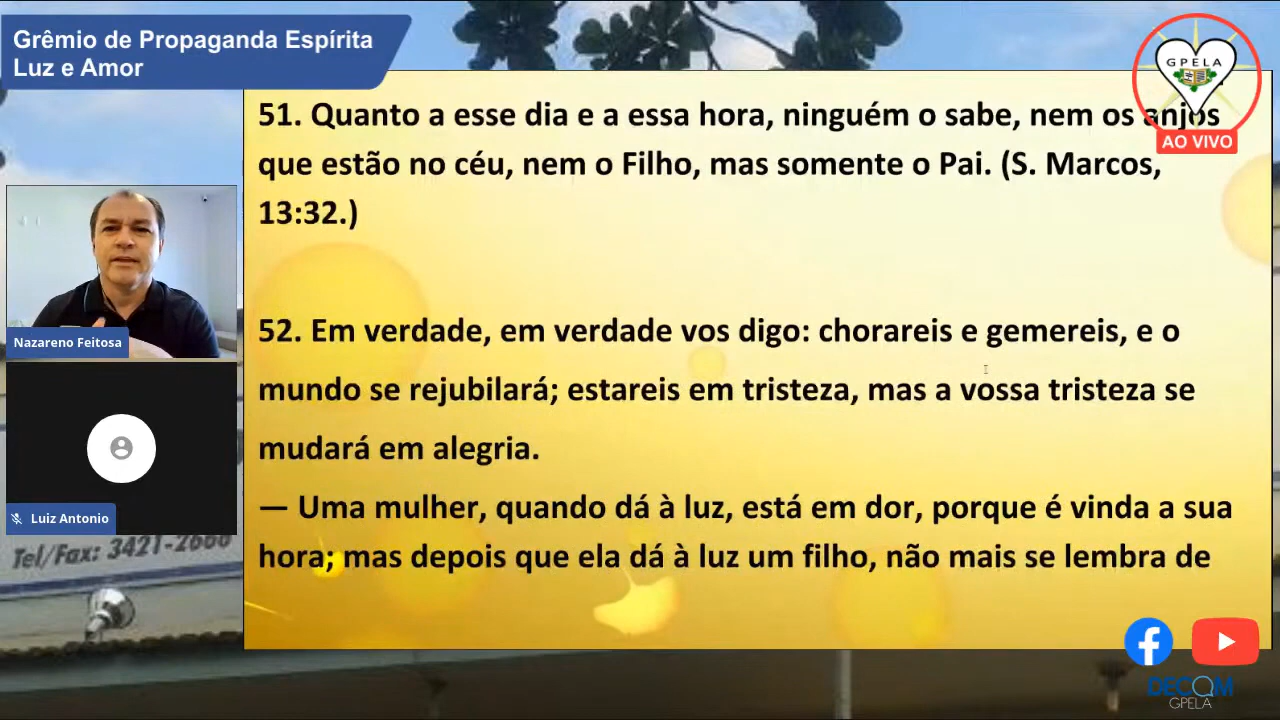 Grêmio de Propaganda Espírita
Luz e Amor
GPELA
AO VIVO
51. Quanto a esse dia e a essa hora, ninguém o sabe, nem os anjos
que estão no céu, nem o Filho, mas somente o Pai. (S. Marcos,
13:32.)
Nazareno Feitosa
52. Em verdade, em verdade vos digo: chorareis e gemereis, e o
mundo se rejubilará; estareis em tristeza, mas a vossa tristeza se
mudará em alegria.
— Uma mulher, quando dá à luz, está em dor, porque é vinda a sua
hora; mas depois que ela dá à luz um filho, não mais se lembra de
Luiz Antonio
Tel/Fax: 3421-2666
DECOM
GPELA